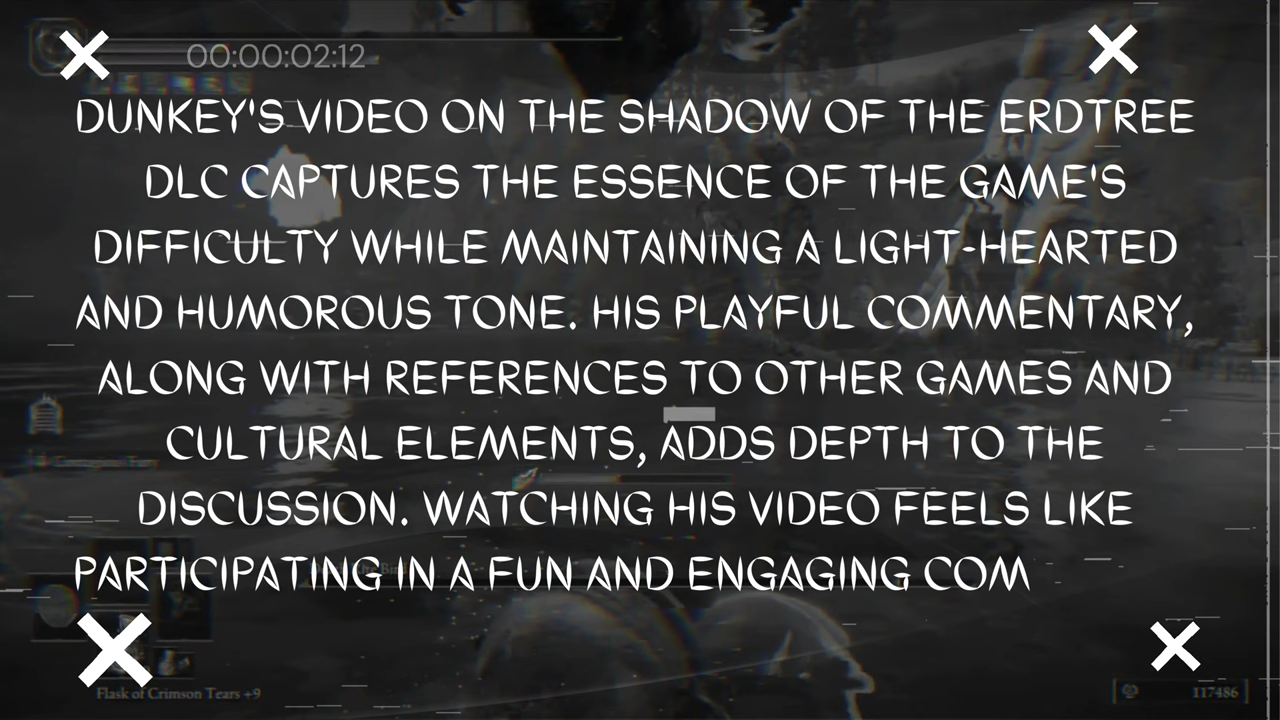 00:00:02:12
DUNKEY'S VIDEO ON THE SHADOW OF THE ERDTREE
DLC CAPTURES THE ESSENCE OF THE GAME'S
DIFFICULTY WHILE MAINTAINING A LIGHT-HEARTED
AND HUMOROUS TONE. HIS PLAYFUL COMMENTARY,
ALONG WITH REFERENCES TO OTHER GAMES AND
CULTURAL ELEMENTS, ADDS DEPTH TO THE
DISCUSSION. WATCHING HIS VIDEO FEELS LIKE
PARTICIPATING IN A FUN AND ENGAGING COM
Flask of Crimson Tears +9
117486